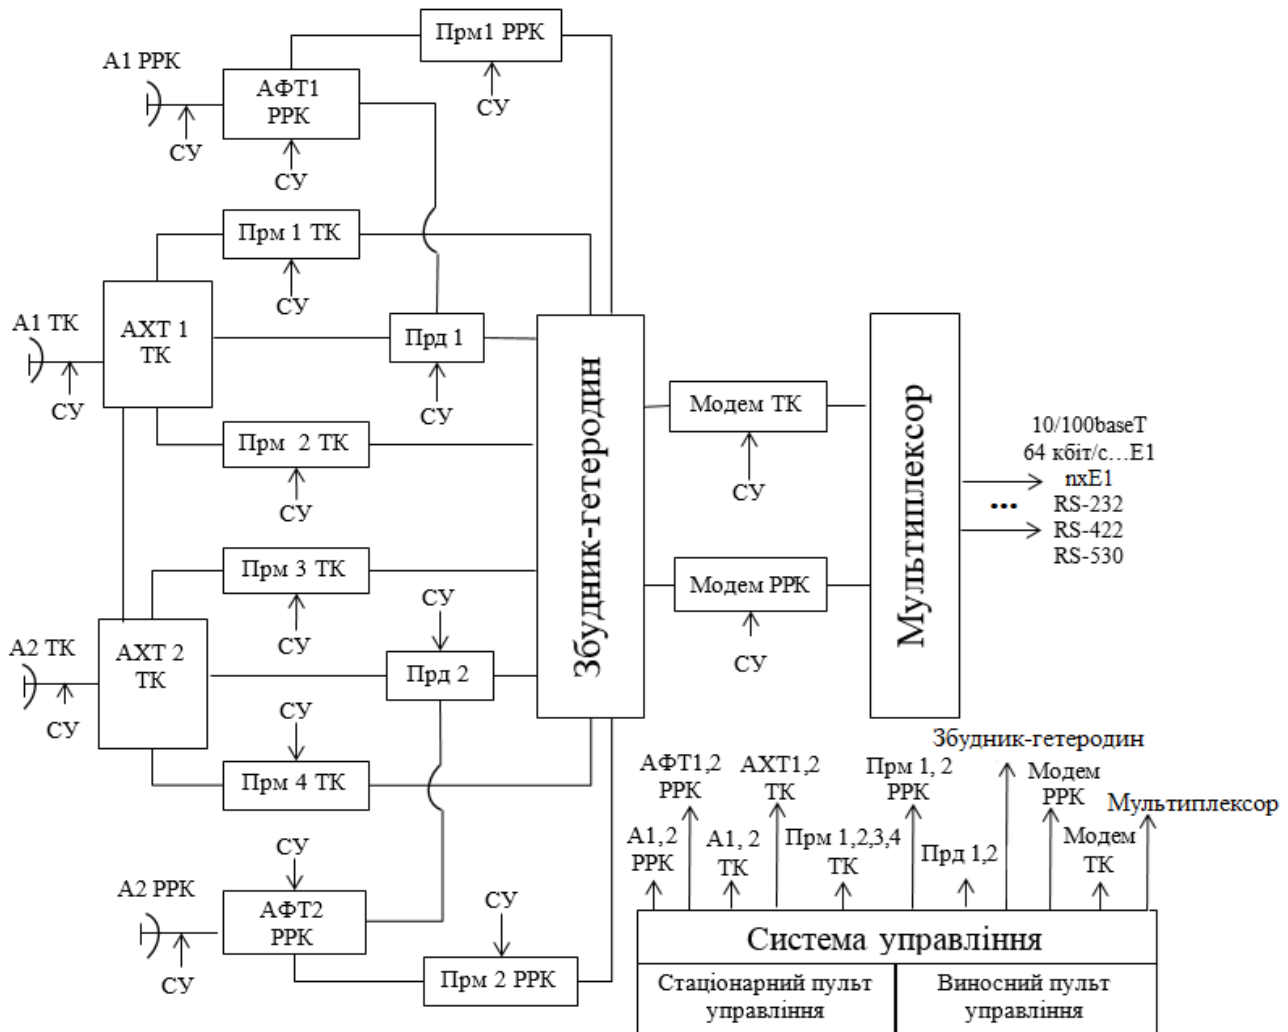 Прм1 РРК
А1 РРК
АФТ1
РРК
СУ
СУ
СУ
Прм 1 ТК
СУ
А1 ТК
АХТ 1
ТК
Прд 1
СУ
СУ
Прм 2 ТК
СУ
Прм 3 ТК
СУ
СУ
А2 ТК
АХТ 2
ТК
Прд 2
СУ
СУ
Прм 4 ТК
СУ
А2 РРК
АФТ2
РРК
СУ
СУ
Прм 2 РРК
Збудник-гетеродин
Модем ТК
СУ
Модем РРК
СУ
Мультиплексор
10/100baseT
64 кбіт/с...Е1
nxE1
...
RS-232
RS-422
RS-530
Збудник-гетеродин
АФТ1,2
РРК
АХТ1,2
ТК
Прм 1, 2
РРК
Модем
РРК
Мультиплексор
А1, 2
РРК
А1, 2
ТК
Прм 1,2,3,4
ТК
Прд 1,2
Модем
ТК
Система управління
Стаціонарний пульт
управління
Виносний пульт
управління